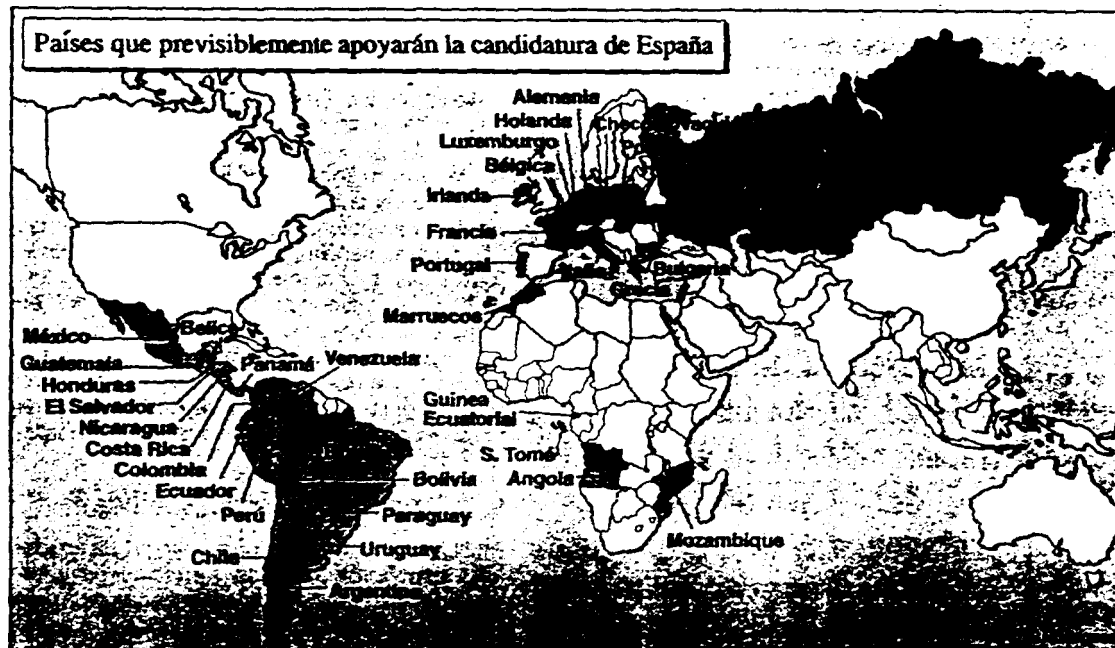 Países que previsiblemente apoyarán la candidatura de España
Alemania
Holanda
Luxemburgo
Bélgica
Irlanda
Francia
Portugal
Italia
Bulgaria
Grecia
Marruecos
México
Belice
Guatemala
Panamá
Venezuela
Honduras
El Salvador
Nicaragua
Costa Rica
Colombia
Ecuador
Perú
Chile
Bolivia
Paraguay
Uruguay
Argentina
Guinea
Ecuatorial
S. Tomé
Angola
Mozambique